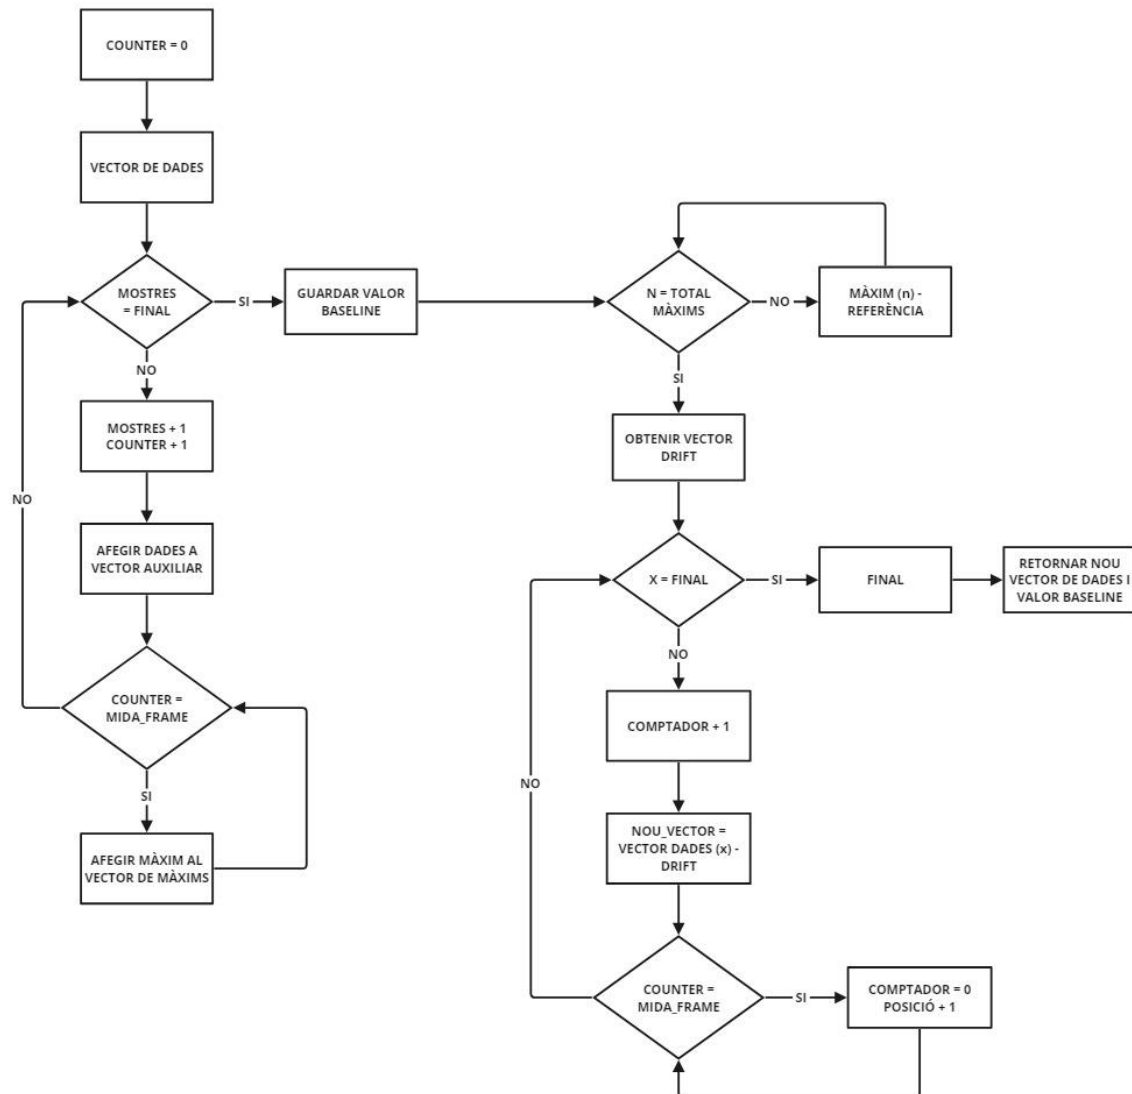 COUNTER = 0
VECTOR DE DADES
MOSTRES
= FINAL
SI
GUARDAR VALOR
BASELINE
NO
MOSTRES + 1
COUNTER + 1
AFEGIR DADES A
VECTOR AUXILIAR
COUNTER =
MIDA_FRAME
NO
SI
AFEGIR MÀXIM AL
VECTOR DE MÀXIMS
N = TOTAL
MÀXIMS
NO
MÀXIM (n) -
REFERÈNCIA
SI
OBTENIR VECTOR
DRIFT
X = FINAL
SI
FINAL
RETORNAR NOU
VECTOR DE DADES I
VALOR BASELINE
NO
COMPTADOR + 1
NOU_VECTOR =
VECTOR DADES (x) -
DRIFT
COUNTER =
MIDA_FRAME
NO
SI
COMPTADOR = 0
POSICIÓ + 1